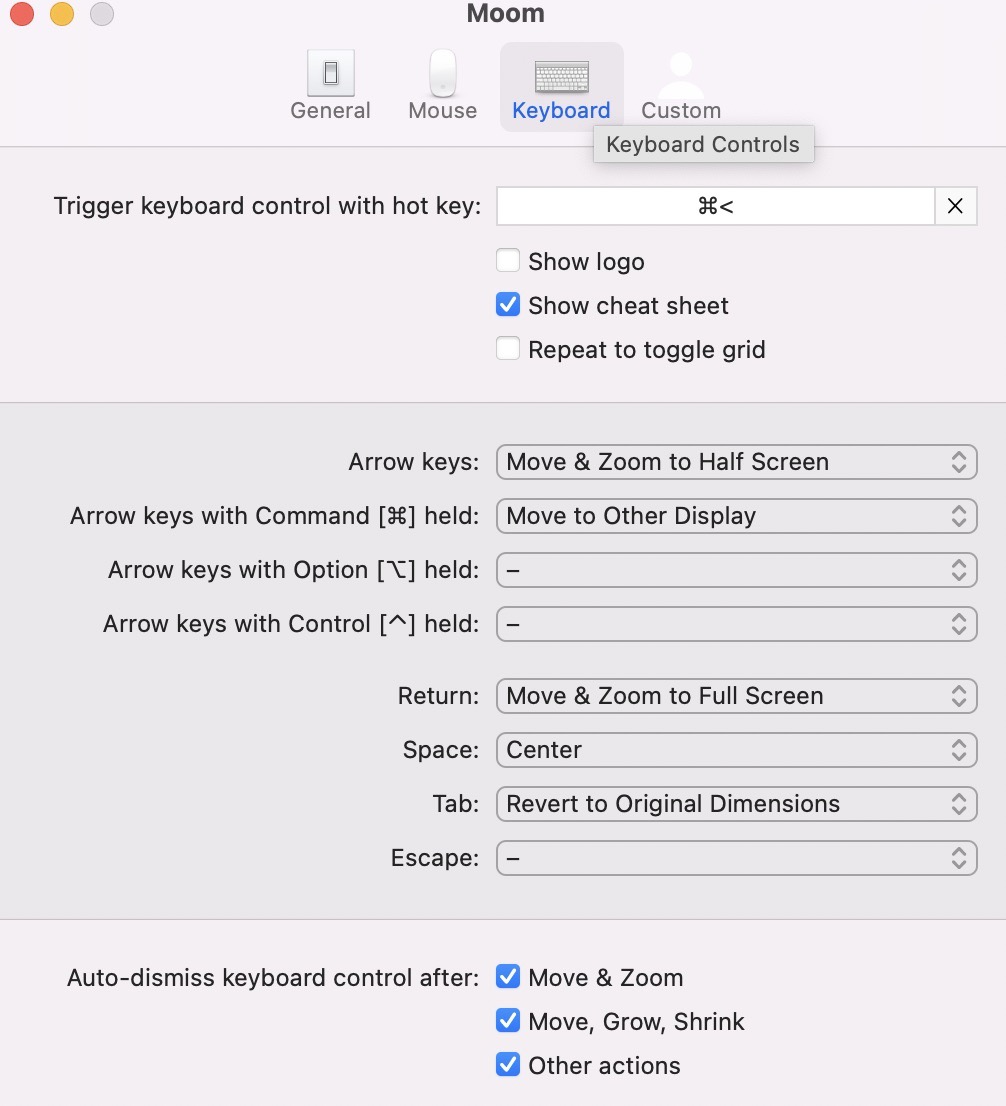 Moom
General Mouse Keyboard Custom
Keyboard Controls
Trigger keyboard control with hot key: ⌘<
Show logo
Show cheat sheet
Repeat to toggle grid
Arrow keys: Move & Zoom to Half Screen
Arrow keys with Command [⌘] held: Move to Other Display
Arrow keys with Option [⌥] held: –
Arrow keys with Control [^] held: –
Return: Move & Zoom to Full Screen
Space: Center
Tab: Revert to Original Dimensions
Escape: –
Auto-dismiss keyboard control after: Move & Zoom
Move, Grow, Shrink
Other actions